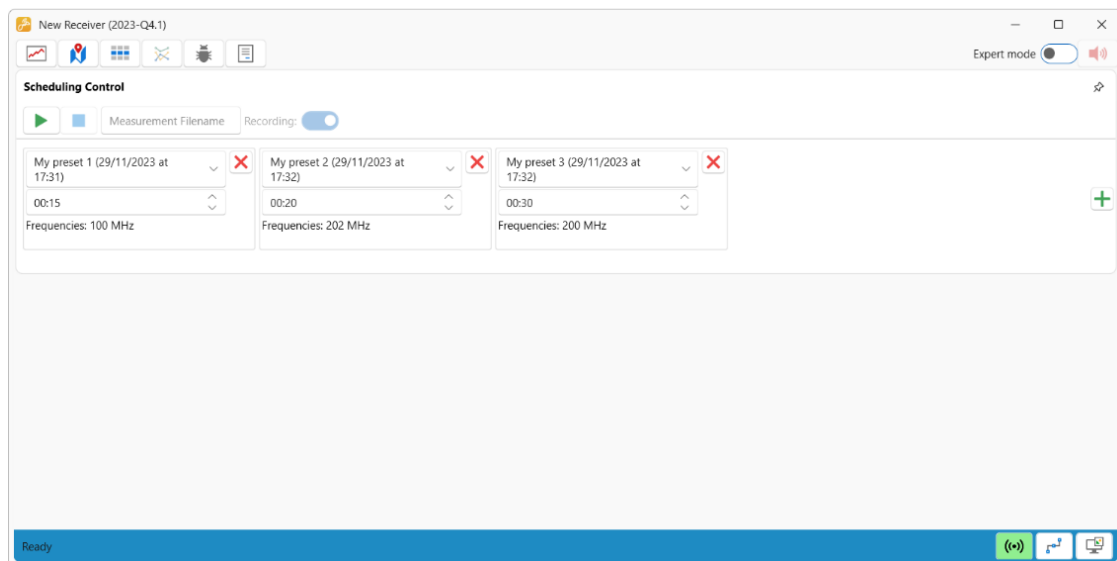 New Receiver (2023-Q4.1)
Expert mode
Scheduling Control
Measurement Filename
Recording:
My preset 1 (29/11/2023 at
17:31)
00:15
Frequencies: 100 MHz
My preset 2 (29/11/2023 at
17:32)
00:20
Frequencies: 202 MHz
My preset 3 (29/11/2023 at
17:32)
00:30
Frequencies: 200 MHz
Ready